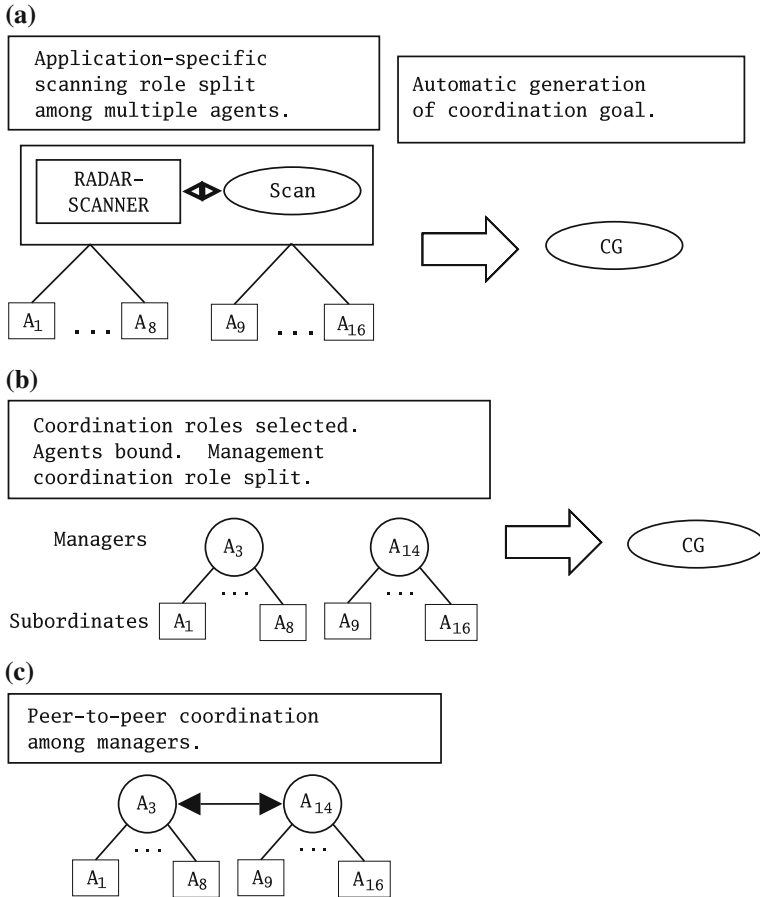 (a)
Application-specific
scanning role split
among multiple agents.
Automatic generation
of coordination goal.
RADAR-
SCANNER
Scan
CG
A1 ... A8 A9 ... A16
(b)
Coordination roles selected.
Agents bound. Management
coordination role split.
Managers A3 A14
CG
... ...
Subordinates A1 A8 A9 A16
(c)
Peer-to-peer coordination
among managers.
A3 A14
... ...
A1 A8 A9 A16